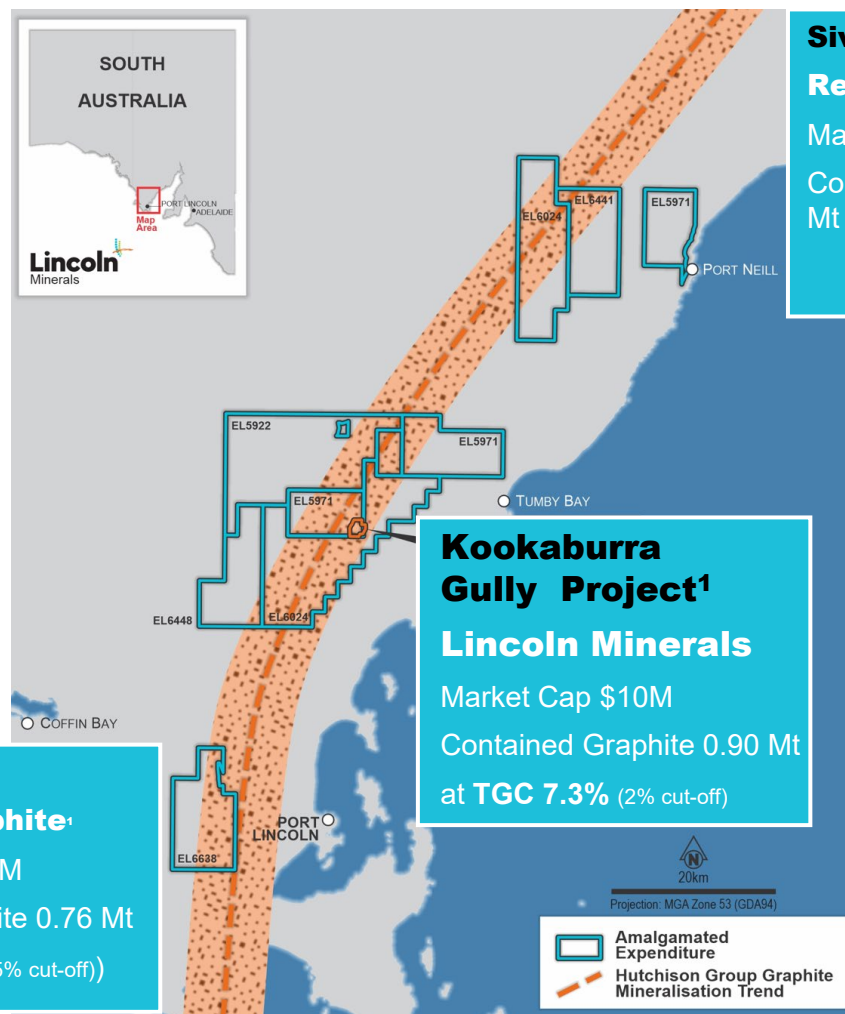 SOUTH
AUSTRALIA
PORT LINCOLN
ADELAIDE
Map
Area
Lincoln
Minerals
Siv
Re
Ma
Co
Mt
EL6024
EL6441
EL5971
PORT NEILL
EL5922
EL5971
EL5971
TUMBY BAY
EL6448
EL6024
Kookaburra
Gully Project¹
Lincoln Minerals
Market Cap $10M
Contained Graphite 0.90 Mt
at TGC 7.3% (2% cut-off)
COFFIN BAY
phite¹
M
ite 0.76 Mt
5% cut-off))
EL6638
PORT
LINCOLN
N
20km
Projection: MGA Zone 53 (GDA94)
Amalgamated
Expenditure
Hutchison Group Graphite
Mineralisation Trend